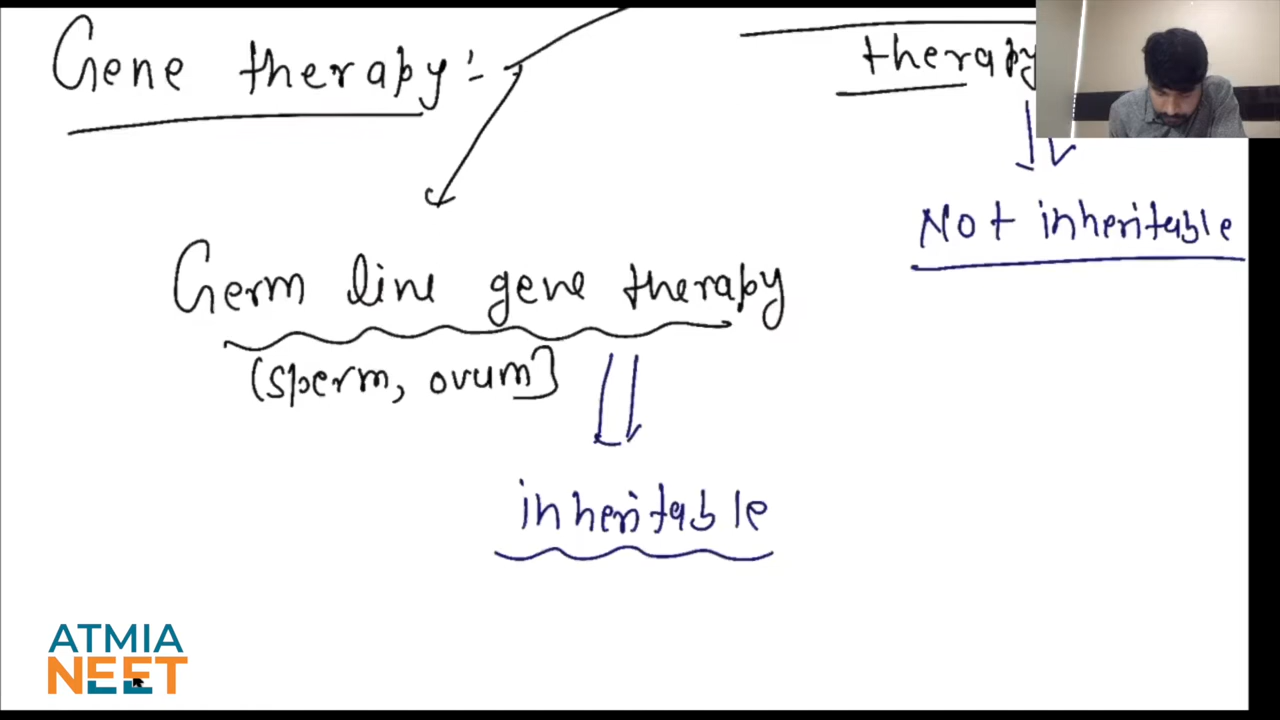 Gene therapy:-
therapy
Not inheritable
Germ line gene therapy
(sperm, ovum)
inheritable
ATMIA
NEET